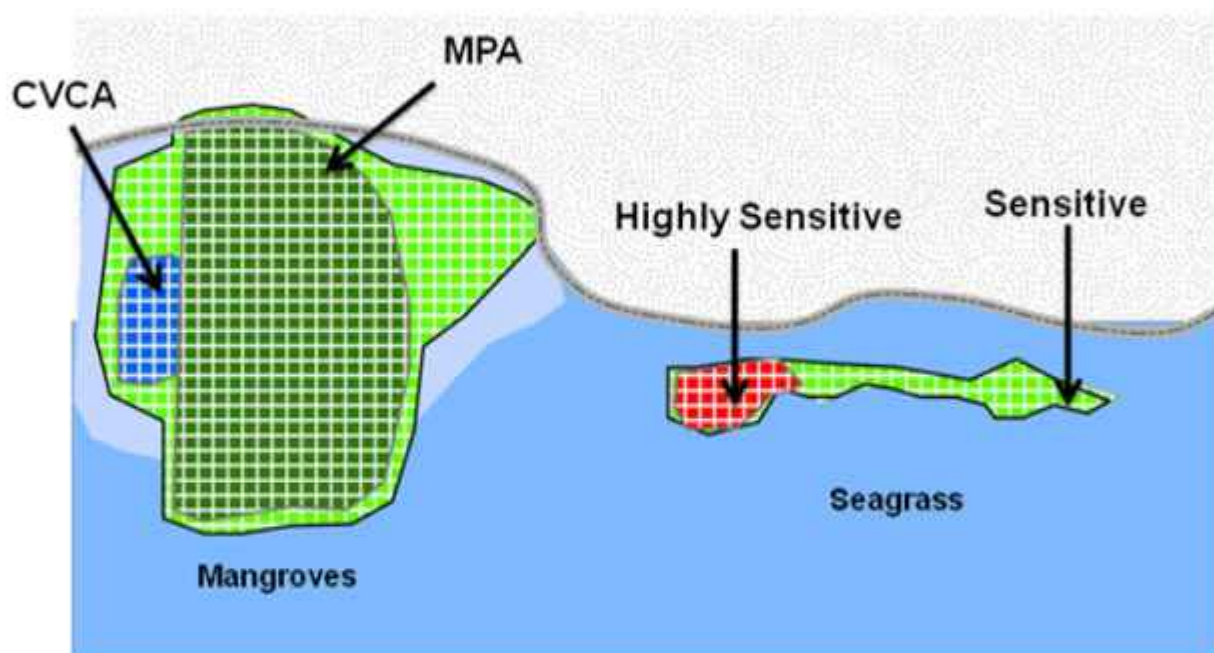 MPA
CVCA
Highly Sensitive
Sensitive
Seagrass
Mangroves